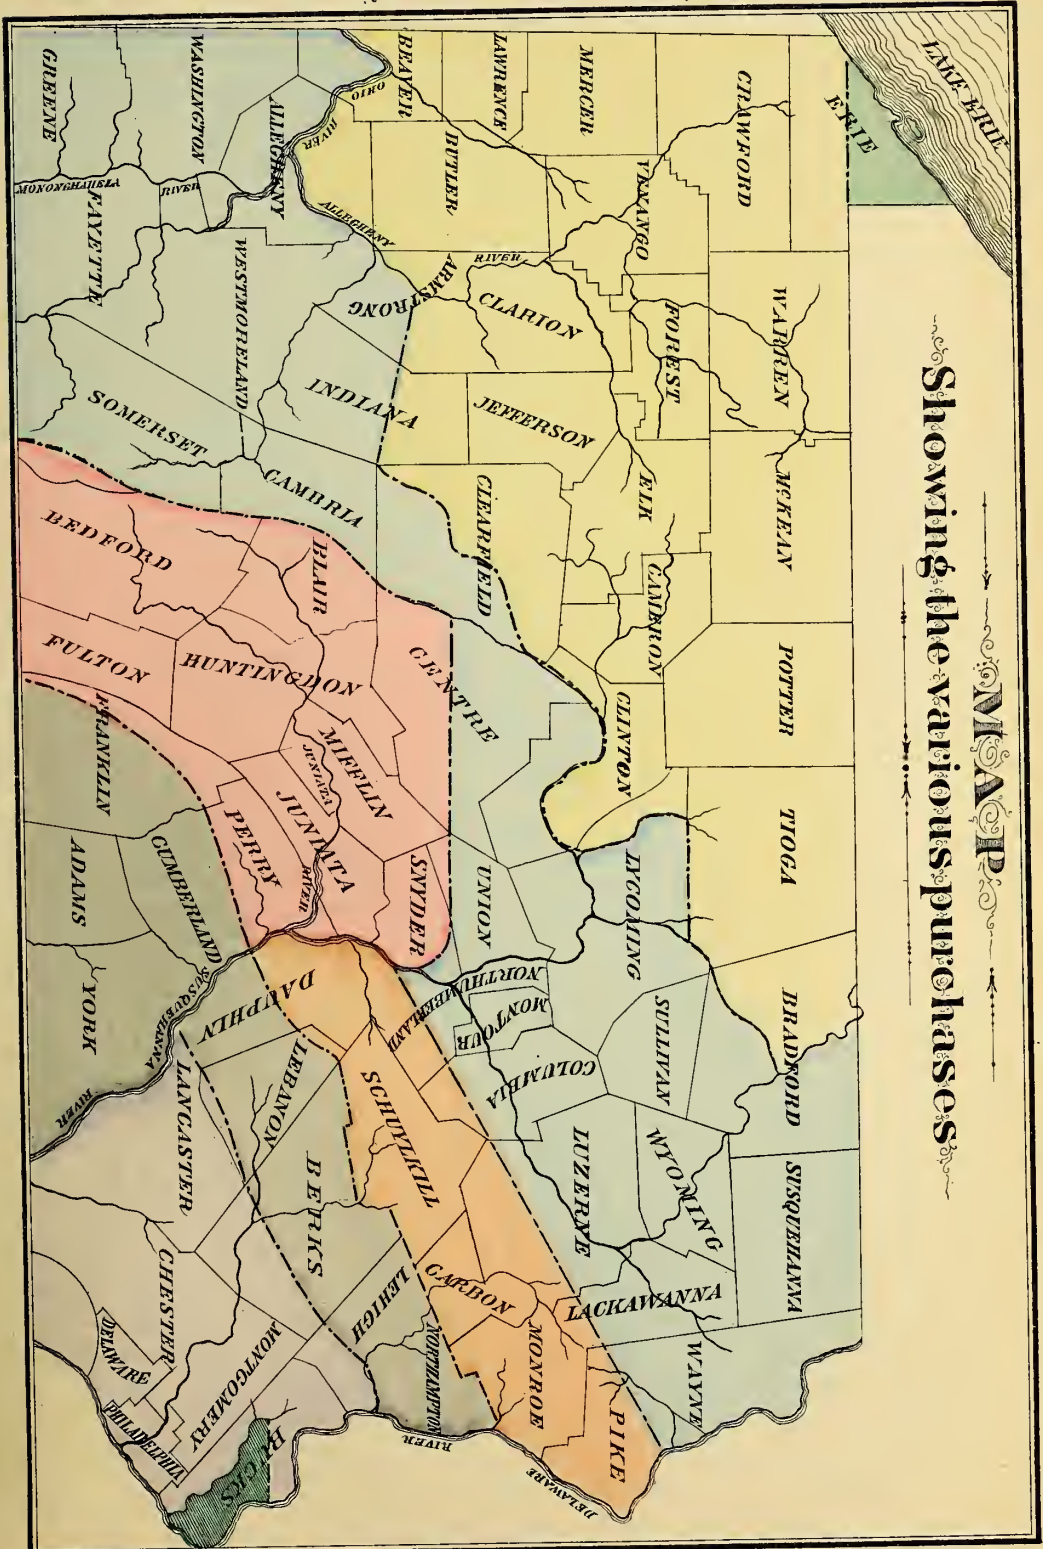 MAP
Showing the various purchases
LAKE ERIE
ERIE
CRAWFORD
WARREN
McKEAN
POTTER
TIOGA
BRADFORD
SUSQUEHANNA
WAYNE
MERCER
VENANGO
FOREST
ELK
CAMERON
CLINTON
LYCOMING
SULLIVAN
WYOMING
LACKAWANNA
PIKE
LAWRENCE
BUTLER
CLARION
JEFFERSON
CLEARFIELD
CENTRE
UNION
NORTHUMBERLAND
MONTOUR
COLUMBIA
LUZERNE
MONROE
CARBON
BEAVER
OHIO
RIVER
ALLEGHENY
RIVER
ARMSTRONG
INDIANA
CAMBRIA
BLAIR
HUNTINGDON
MIFFLIN
JUNIATA
JUNIATA
RIVER
SNYDER
PERRY
DAUPHIN
SCHUYLKILL
LEHIGH
NORTHAMPTON
RIVER
DELAWARE
ALLEGHENY
WASHINGTON
WESTMORELAND
SOMERSET
BEDFORD
FULTON
FRANKLIN
CUMBERLAND
LEBANON
BERKS
MONTGOMERY
BUCKS
GREENE
MONONGHAHELA
RIVER
FAYETTE
ADAMS
YORK
SUSQUEHANNA
RIVER
LANCASTER
CHESTER
DELAWARE
PHILADELPHIA